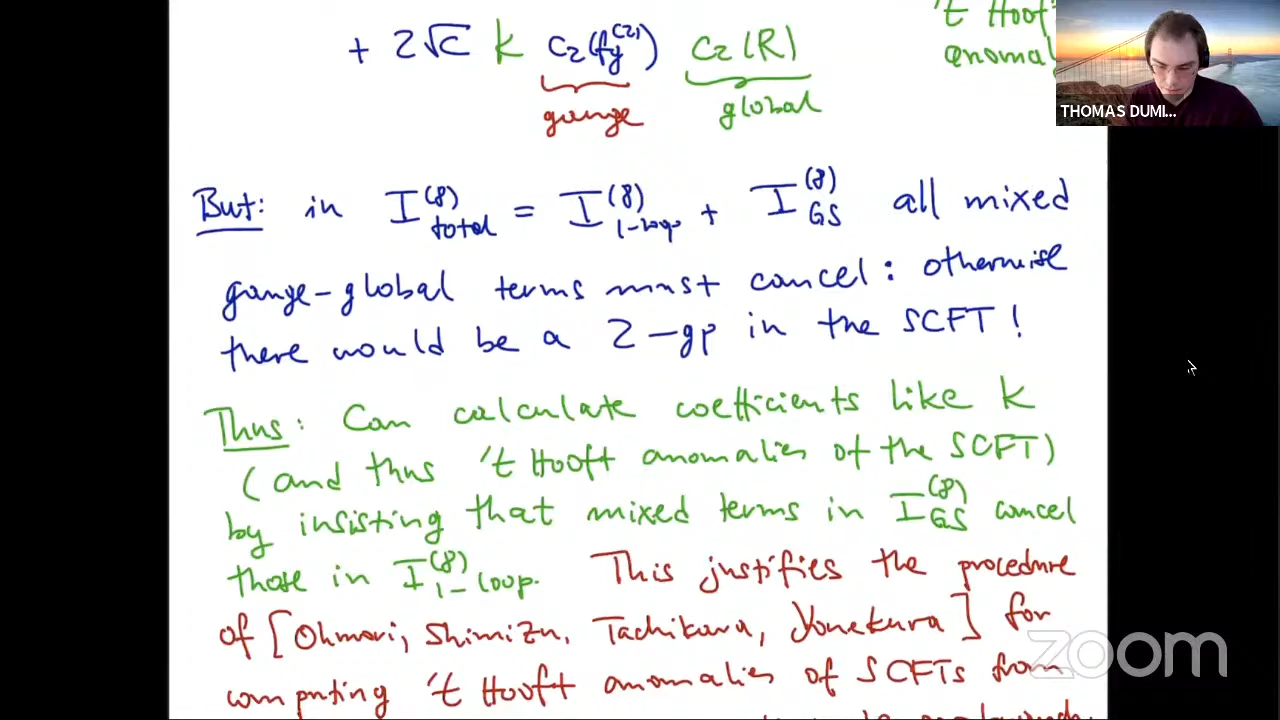 + 2√c k c₂(f_y^(2)) c₂(R)
't Hoof
anomal
gauge global
THOMAS DUMI...
But: in I^(8)_total = I^(8)_1-loop + I^(8)_GS all mixed
gauge-global terms must cancel: otherwise
there would be a 2-gp in the SCFT!
Thus: Can calculate coefficients like k
(and thus 't Hooft anomalies of the SCFT)
by insisting that mixed terms in I^(8)_GS cancel
those in I^(8)_1-loop. This justifies the procedure
of [Ohmori, Shimizu, Tachikawa, Yonekura] for
computing 't Hooft anomalies of SCFTs from
zoom